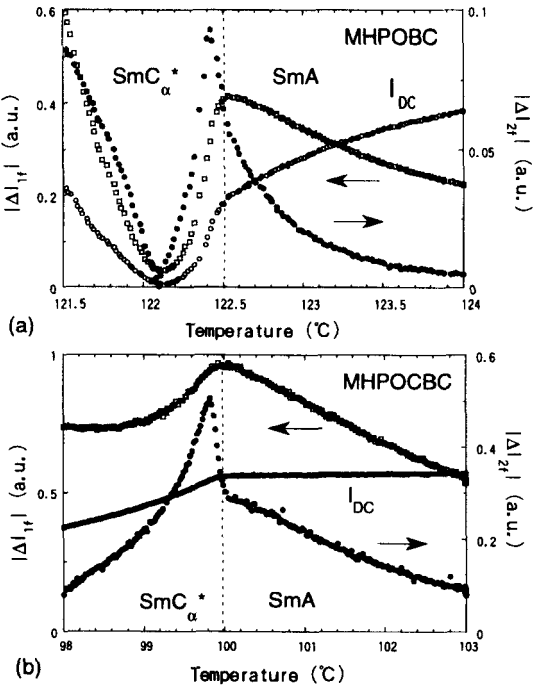 0.6
0.1
MHPOBC
SmCα*
SmA
IDC
0.4
0.05
0.2
0
0
|ΔI1f| (a.u.)
|ΔI2f| (a.u.)
121.5
122
122.5
123
123.5
124
(a)
Temperature (℃)
1
0.6
MHPOCBC
0.4
0.5
IDC
0.2
SmCα*
SmA
0
0
|ΔI1f| (a.u.)
|ΔI2f| (a.u.)
98
99
100
101
102
103
(b)
Temperature (℃)